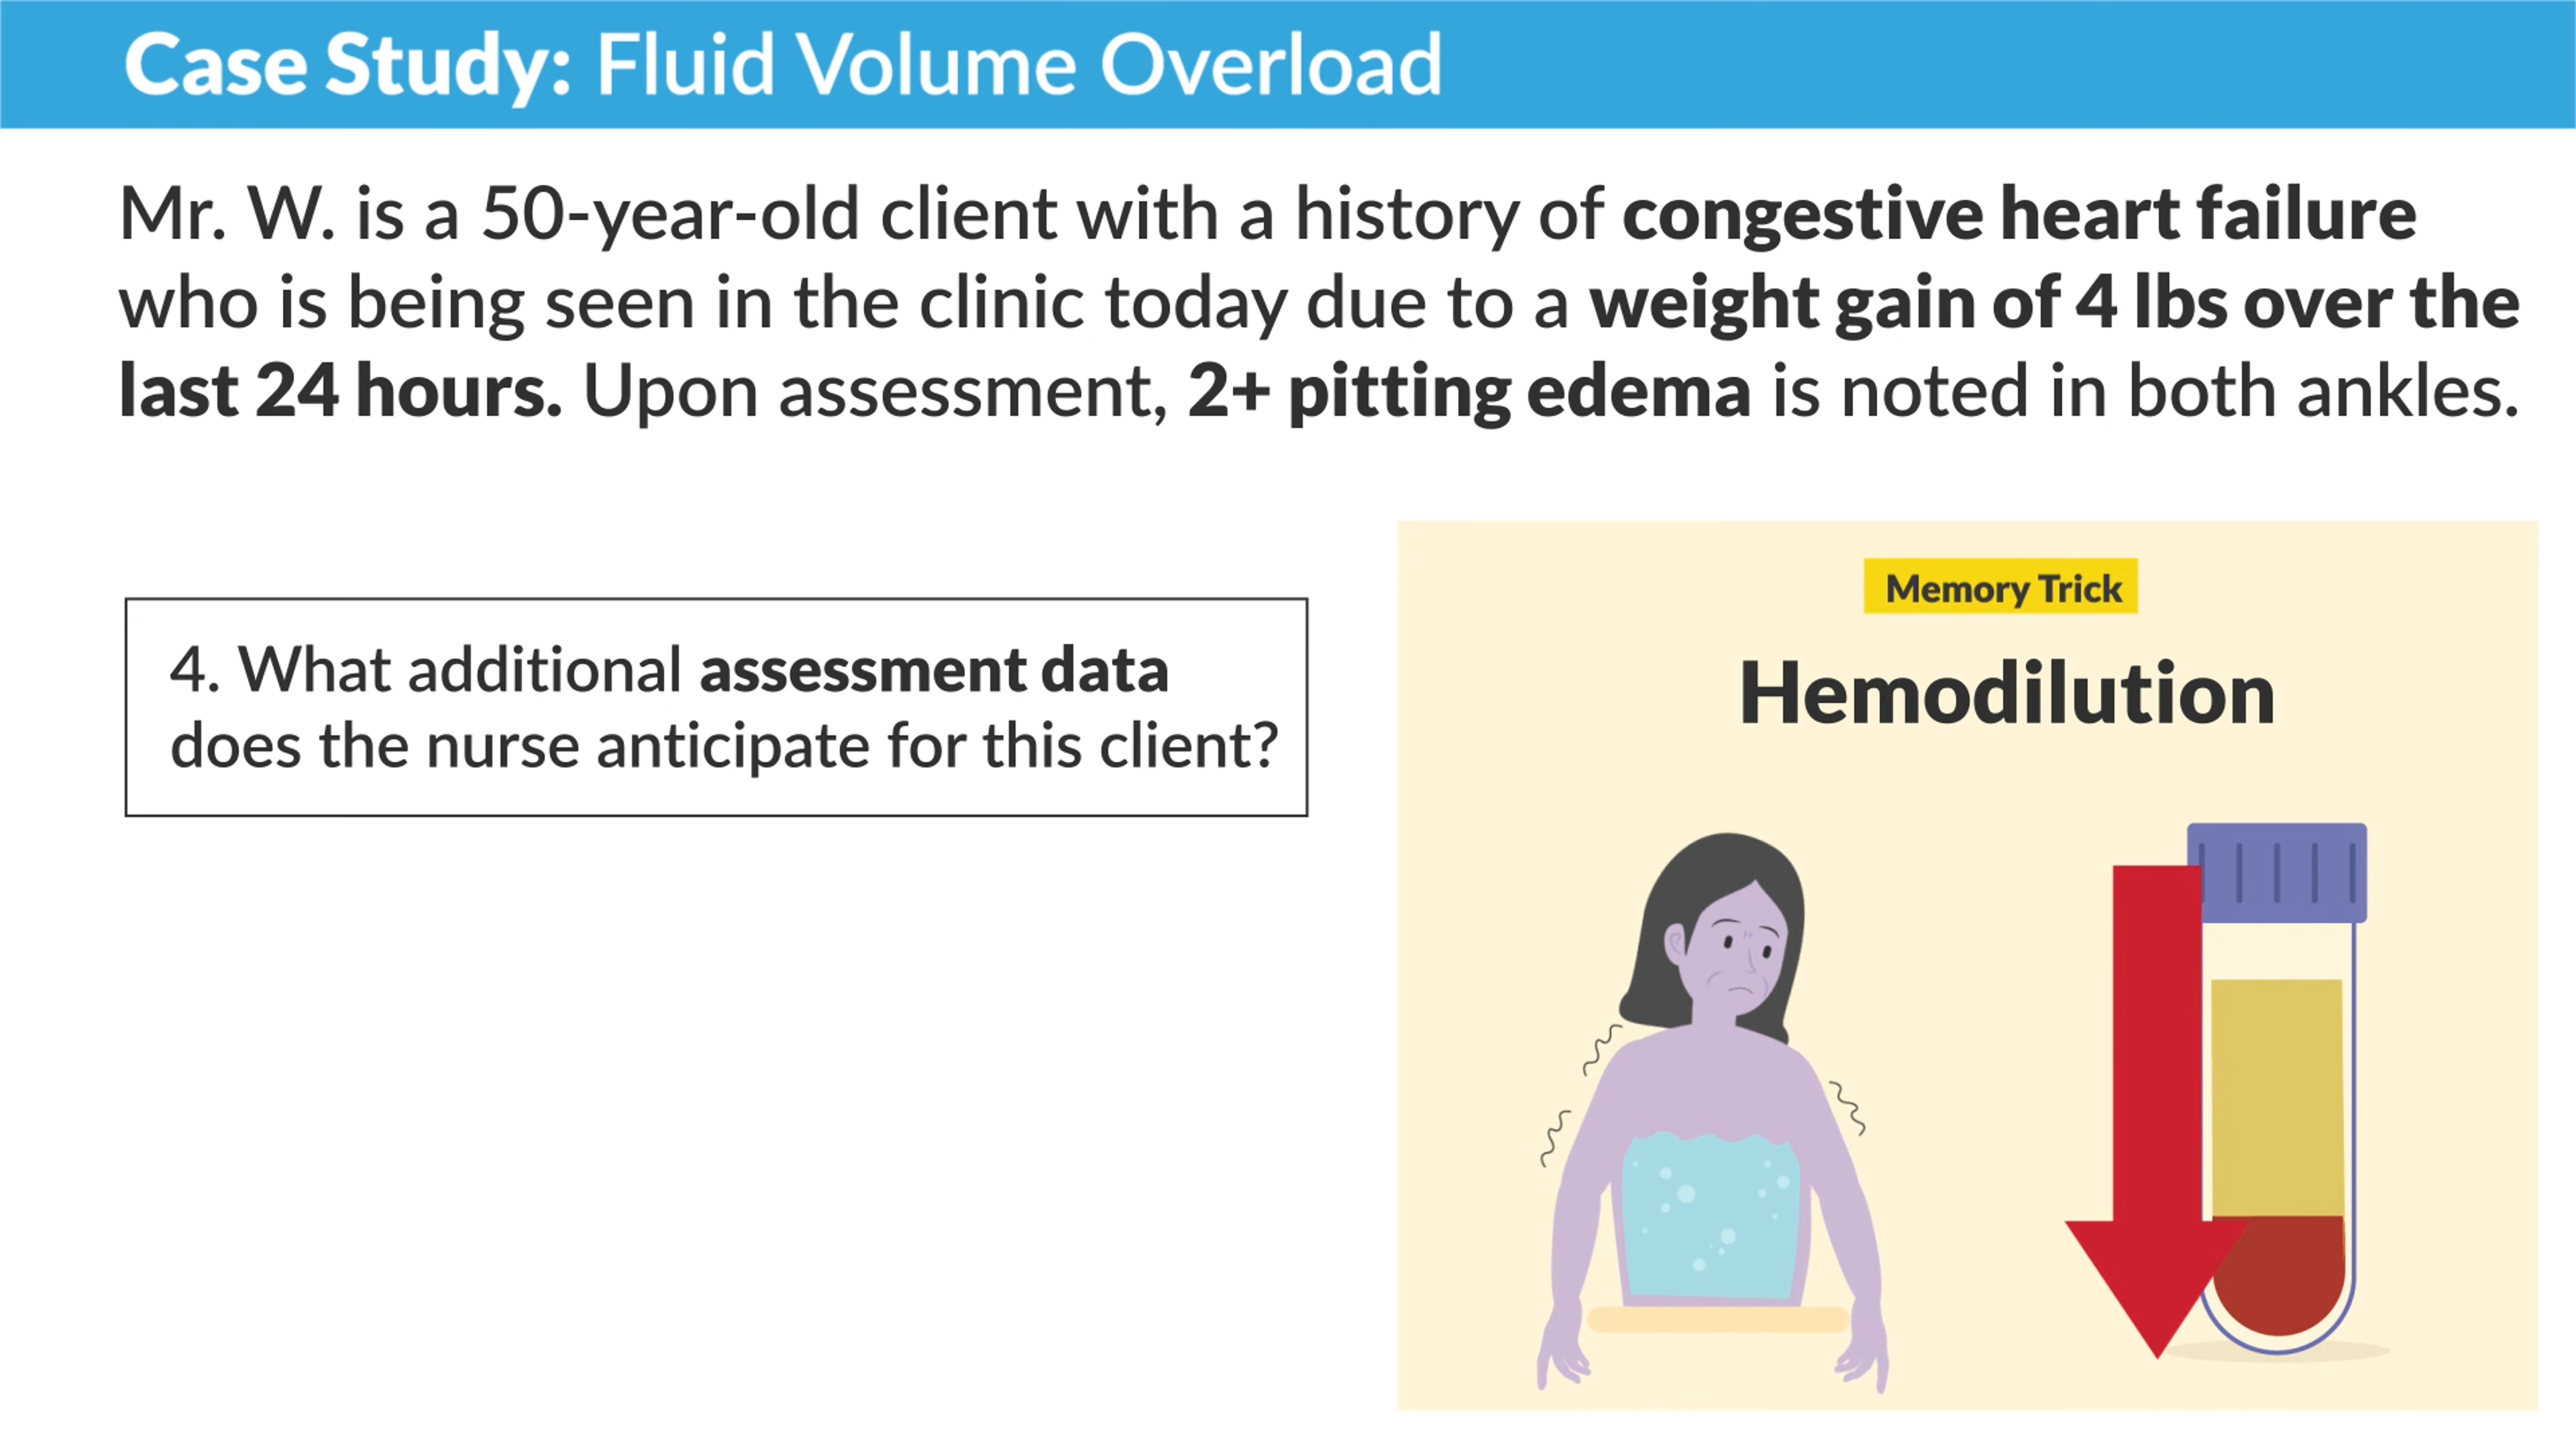 Case Study: Fluid Volume Overload
Mr. W. is a 50-year-old client with a history of congestive heart failure
who is being seen in the clinic today due to a weight gain of 4 lbs over the
last 24 hours. Upon assessment, 2+ pitting edema is noted in both ankles.
4. What additional assessment data
does the nurse anticipate for this client?
Memory Trick
Hemodilution